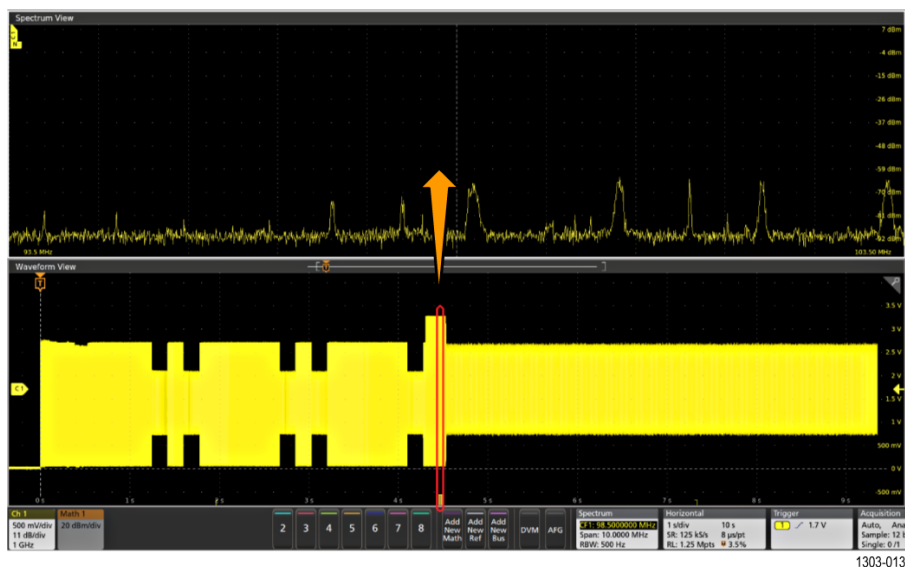 Spectrum View
7 dBm
-4 dBm
-15 dBm
-26 dBm
-37 dBm
-48 dBm
-59 dBm
-70 dBm
-81 dBm
-92 dBm
93.5 MHz
103.50 MHz
Waveform View
T
T
3.5 V
3 V
2.5 V
2 V
1.5 V
1 V
500 mV
0 V
-500 mV
C1
0 s
1 s
2 s
3 s
4 s
5 s
6 s
7 s
8 s
9 s
Ch 1
500 mV/div
11 dB/div
1 GHz
Math 1
20 dBm/div
2 3 4 5 6 7 8
Add New Math
Add New Ref
Add New Bus
DVM
AFG
Spectrum
CF1: 98.5000000 MHz
Span: 10.0000 MHz
RBW: 500 Hz
Horizontal
1 s/div 10 s
SR: 125 kS/s 8 µs/pt
RL: 1.25 Mpts 3.5%
Trigger
1 1.7 V
Acquisition
Auto, Ana
Sample: 12 b
Single: 0 /1
1303-013